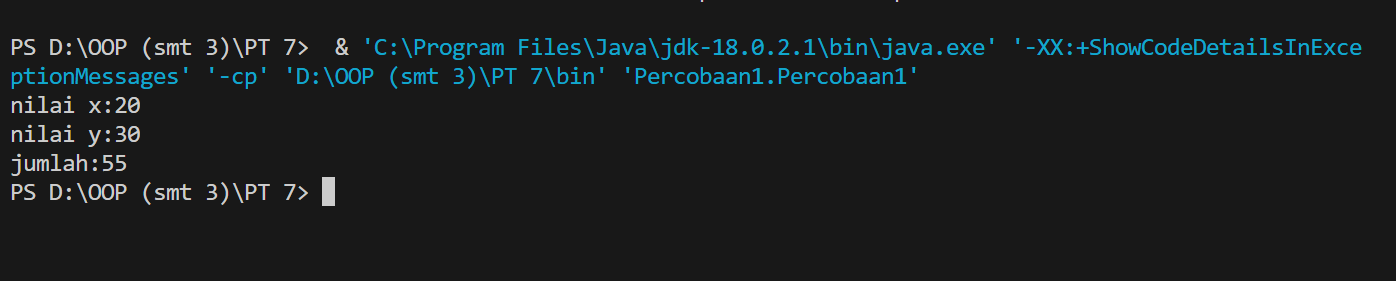 PS D:\OOP (smt 3)\PT 7>  & 'C:\Program Files\Java\jdk-18.0.2.1\bin\java.exe' '-XX:+ShowCodeDetailsInExce
ptionMessages' '-cp' 'D:\OOP (smt 3)\PT 7\bin' 'Percobaan1.Percobaan1'
nilai x:20
nilai y:30
jumlah:55
PS D:\OOP (smt 3)\PT 7>